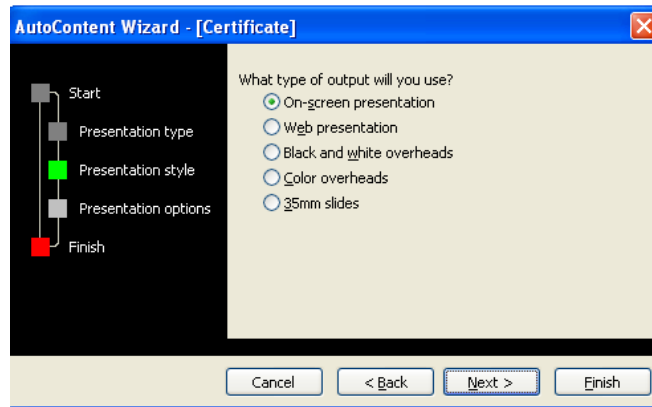 AutoContent Wizard - [Certificate]
Start
Presentation type
Presentation style
Presentation options
Finish
What type of output will you use?
On-screen presentation
Web presentation
Black and white overheads
Color overheads
35mm slides
Cancel
< Back
Next >
Finish